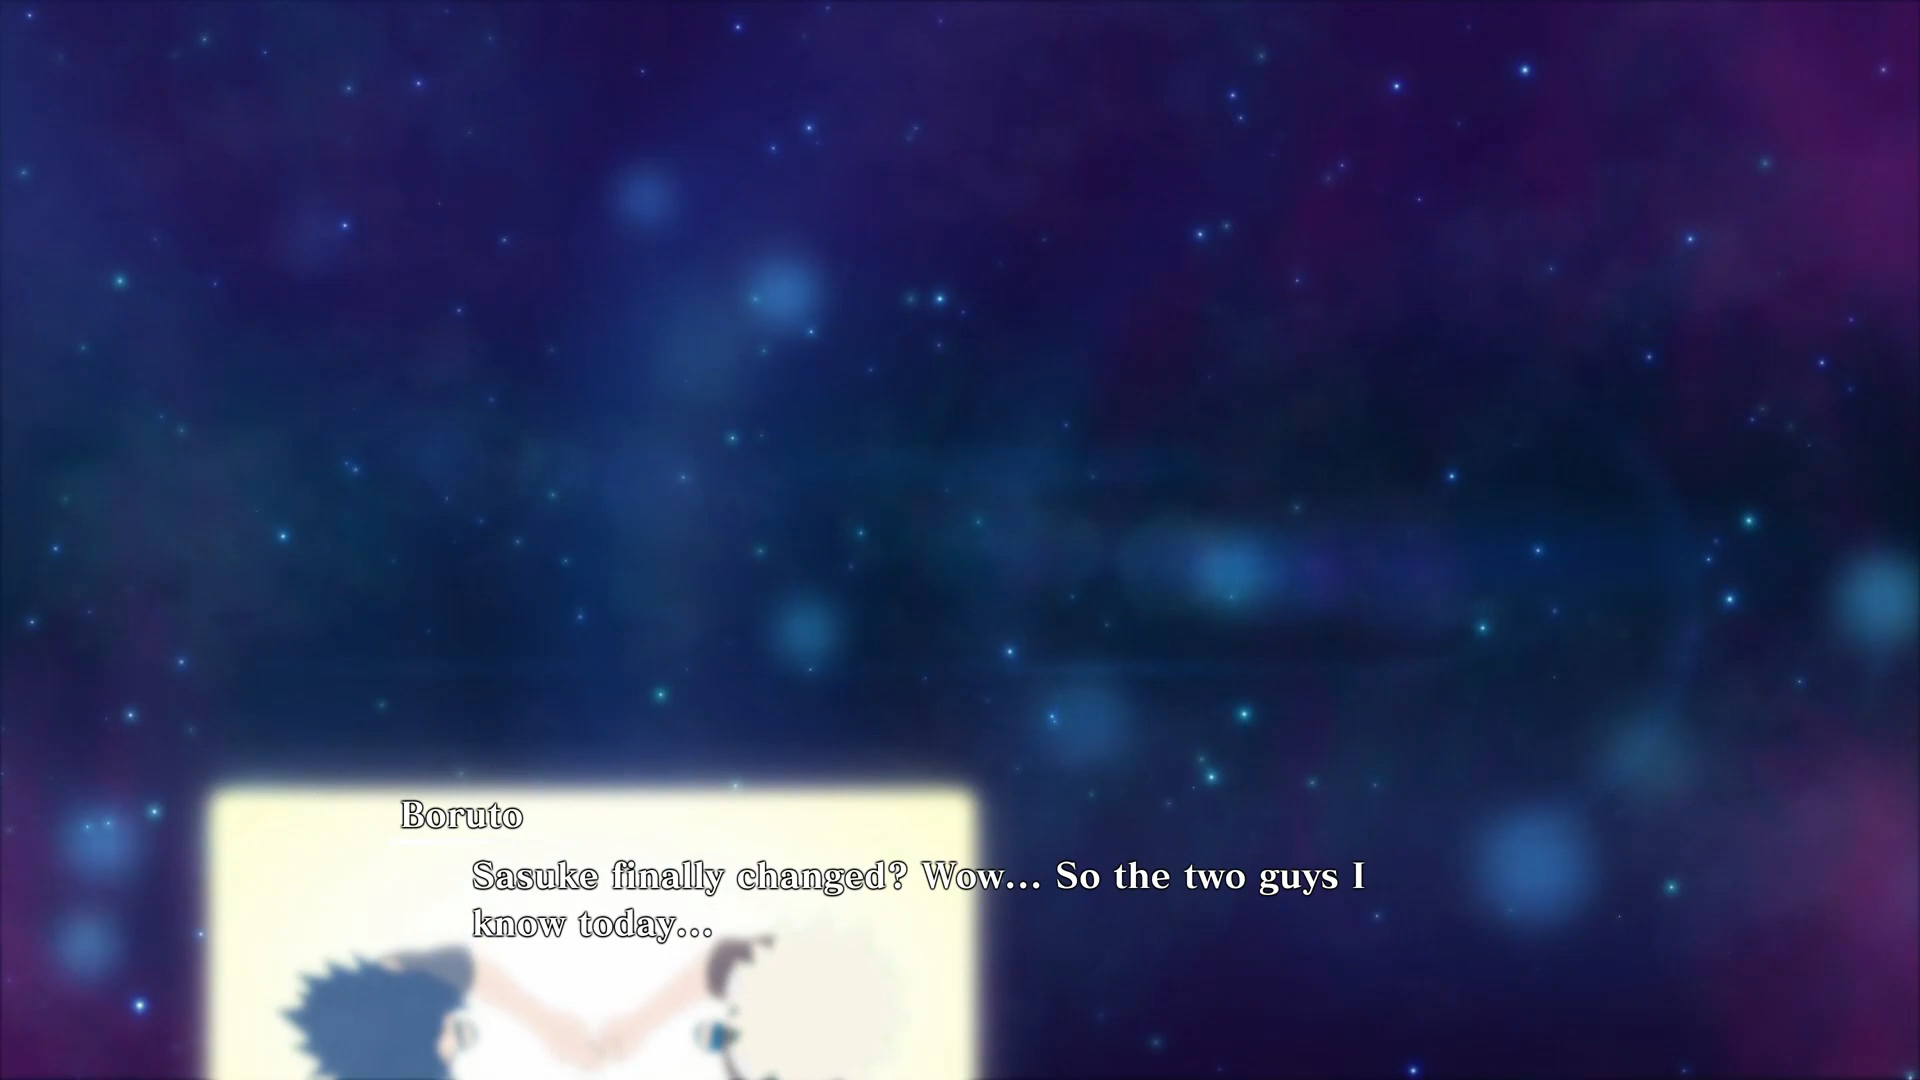 Boruto
Sasuke finally changed? Wow... So the two guys I
know today...